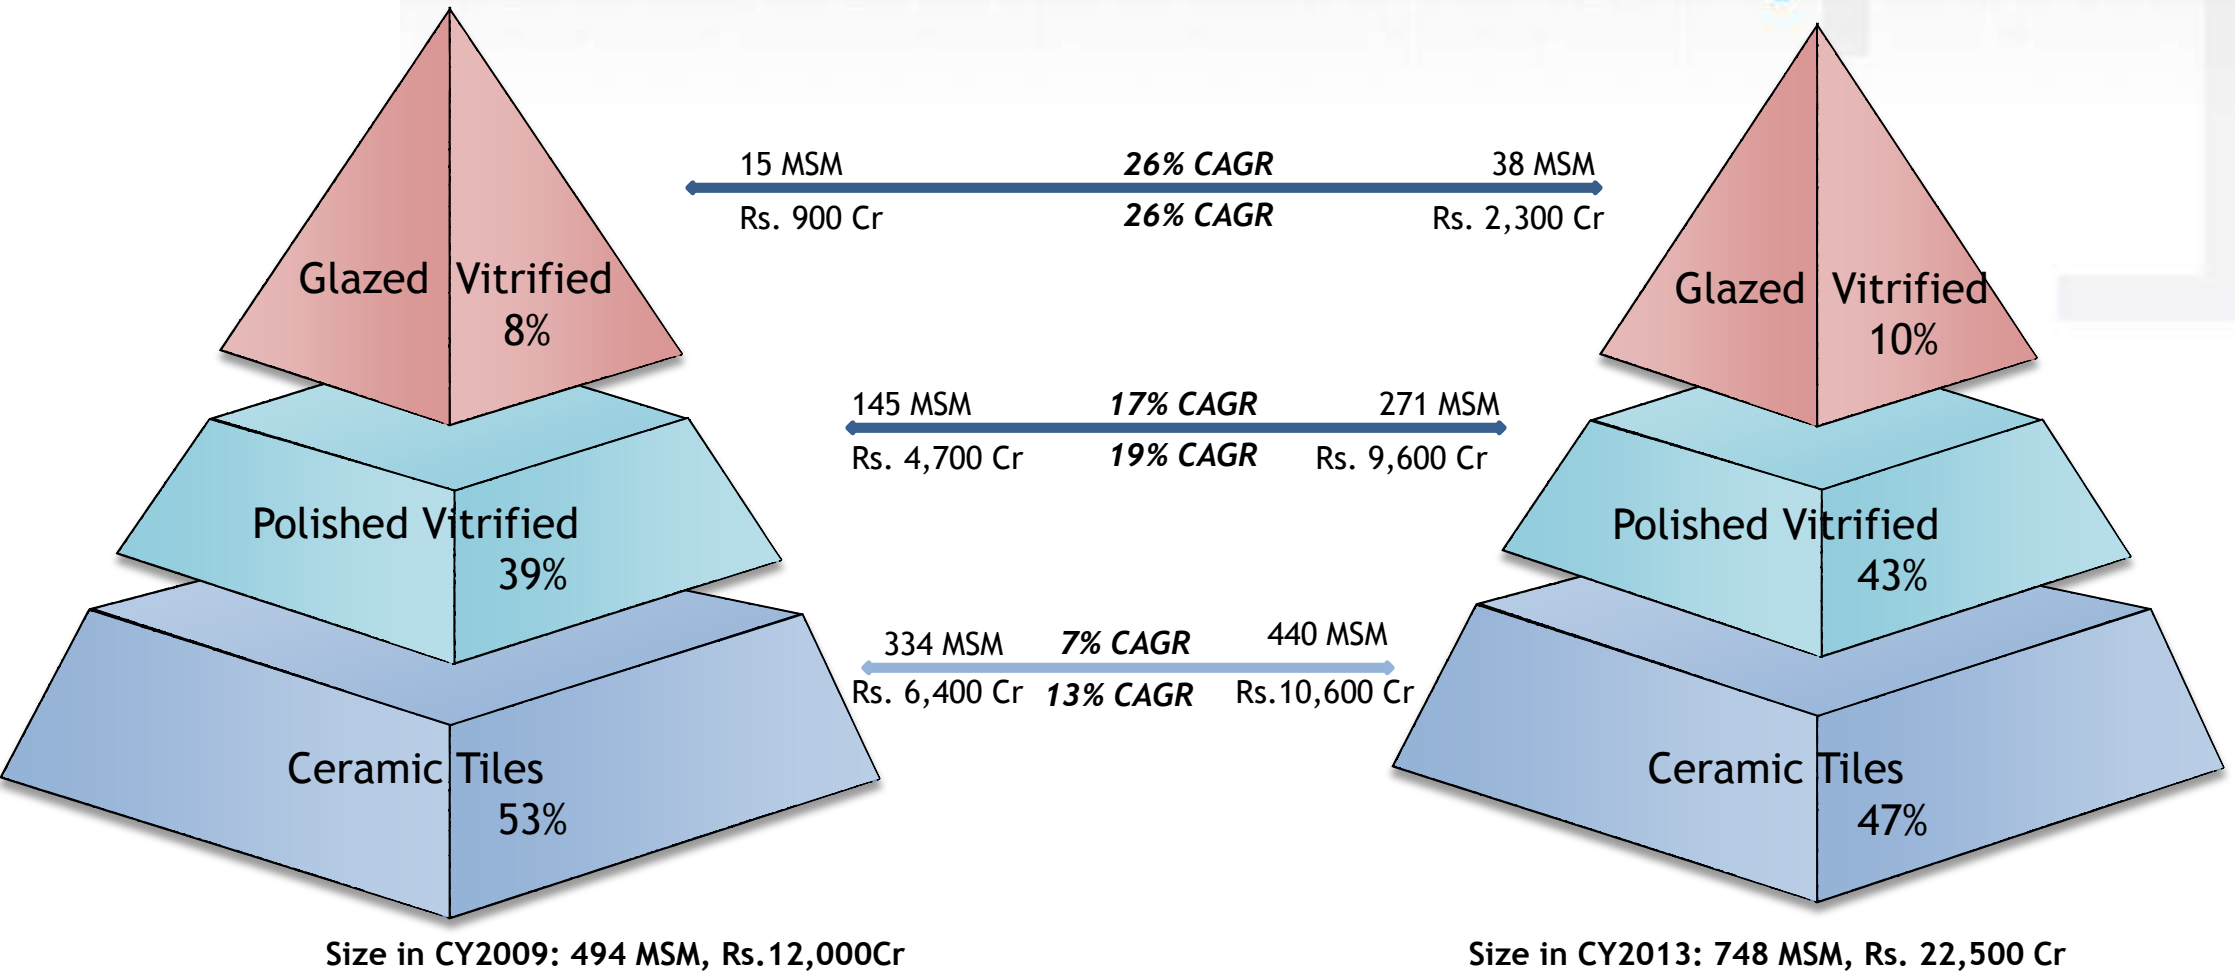 Glazed Vitrified
8%
Polished Vitrified
39%
Ceramic Tiles
53%
15 MSM 26% CAGR 38 MSM
Rs. 900 Cr 26% CAGR Rs. 2,300 Cr
145 MSM 17% CAGR 271 MSM
Rs. 4,700 Cr 19% CAGR Rs. 9,600 Cr
334 MSM 7% CAGR 440 MSM
Rs. 6,400 Cr 13% CAGR Rs.10,600 Cr
Glazed Vitrified
10%
Polished Vitrified
43%
Ceramic Tiles
47%
Size in CY2009: 494 MSM, Rs.12,000Cr
Size in CY2013: 748 MSM, Rs. 22,500 Cr